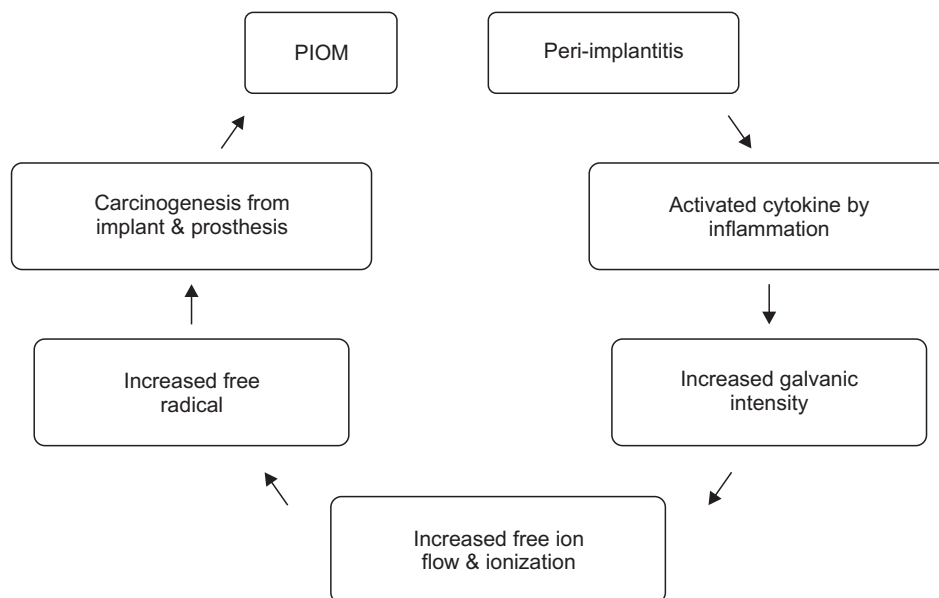 PIOM
Peri-implantitis
Carcinogenesis from
implant & prosthesis
Activated cytokine by
inflammation
Increased free
radical
Increased galvanic
intensity
Increased free ion
flow & ionization